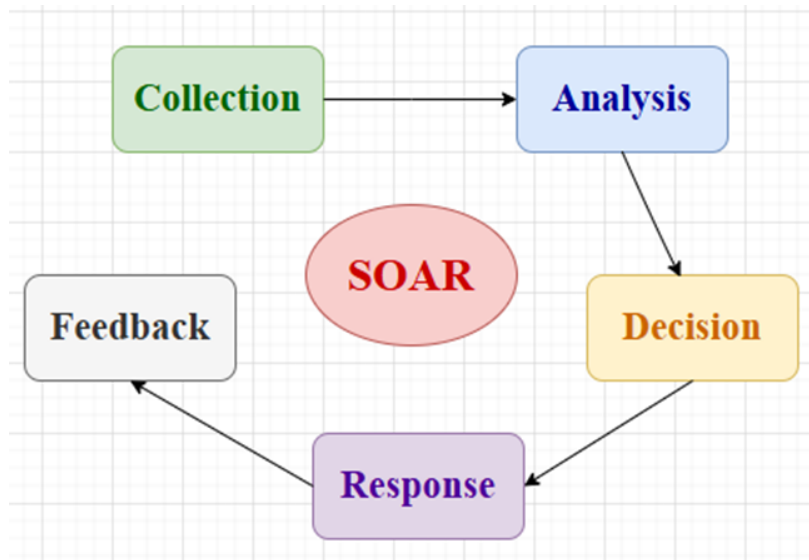 Collection
Analysis
SOAR
Feedback
Decision
Response